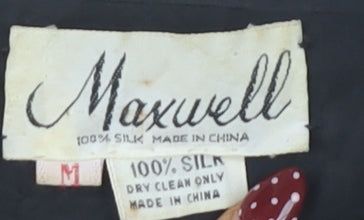 Maxwell
100% SILK MADE IN CHINA
M
100% SILK
DRY CLEAN ONLY
MADE IN CHINA